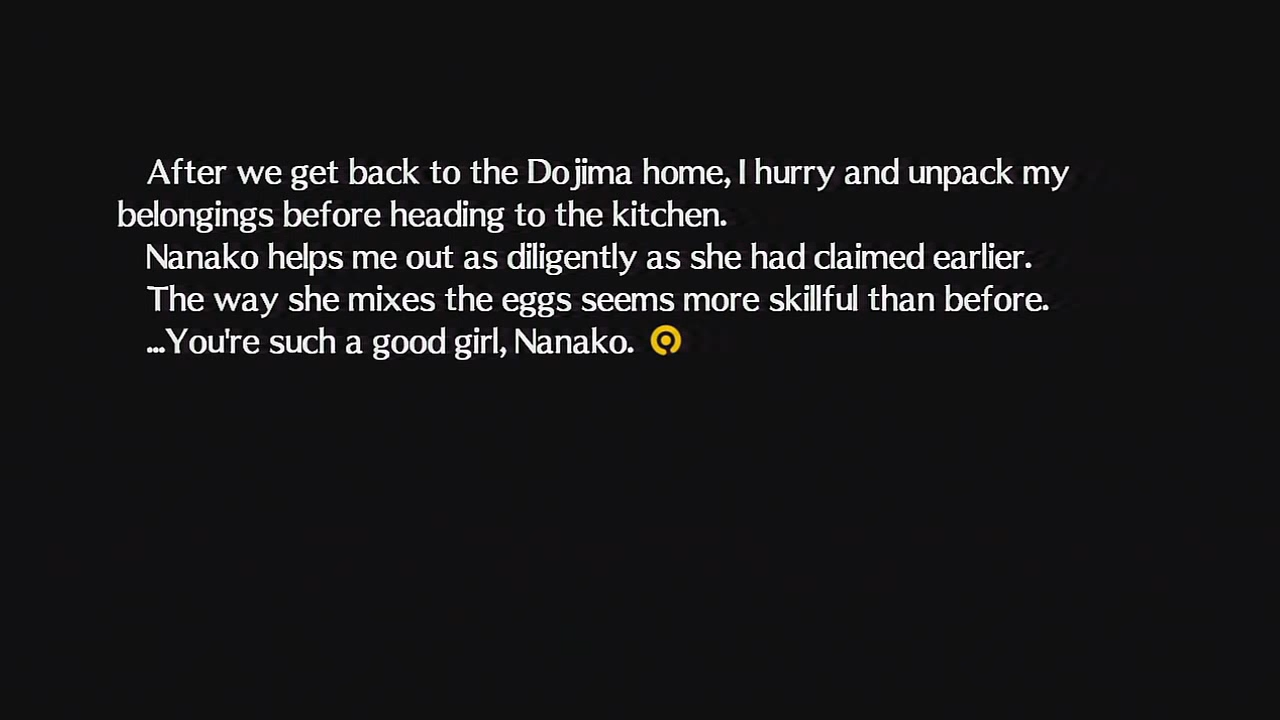 After we get back to the Dojima home, I hurry and unpack my
belongings before heading to the kitchen.
Nanako helps me out as diligently as she had claimed earlier.
The way she mixes the eggs seems more skillful than before.
...You're such a good girl, Nanako.